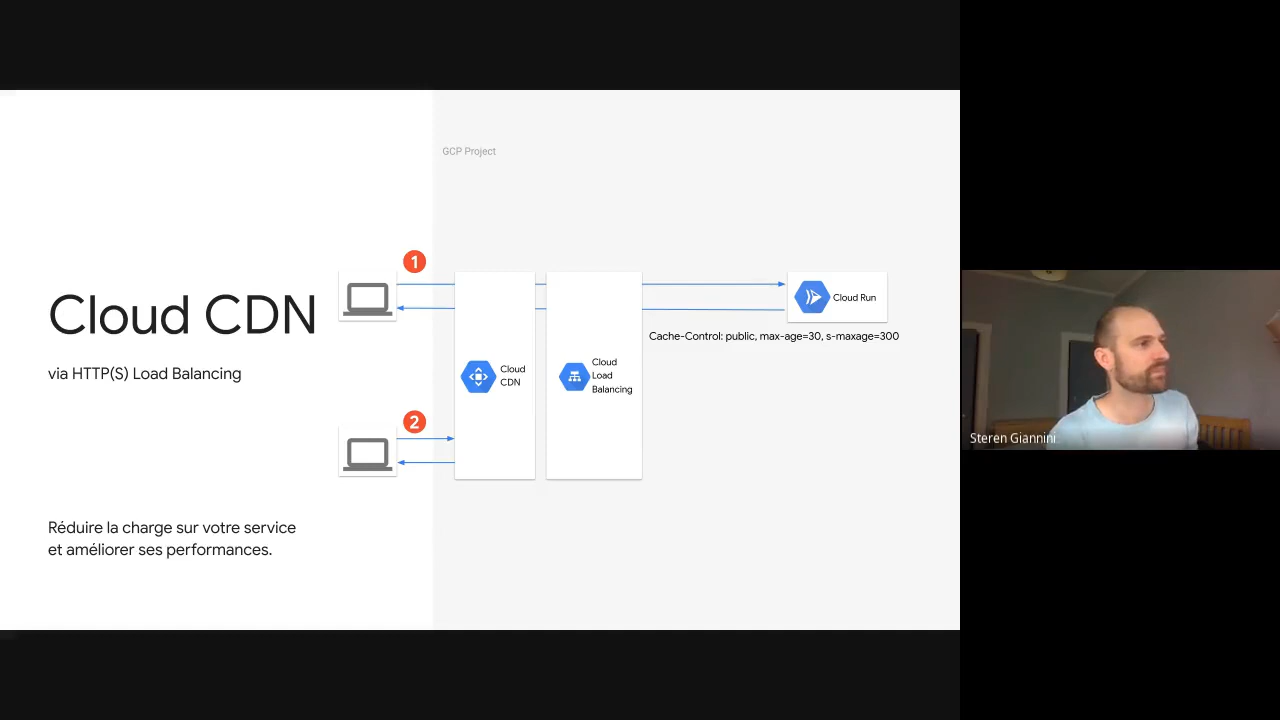 GCP Project
1
Cloud CDN
via HTTP(S) Load Balancing
Cloud Run
Cache-Control: public, max-age=30, s-maxage=300
Cloud
CDN
Cloud
Load
Balancing
2
Réduire la charge sur votre service
et améliorer ses performances.
Steren Giannini